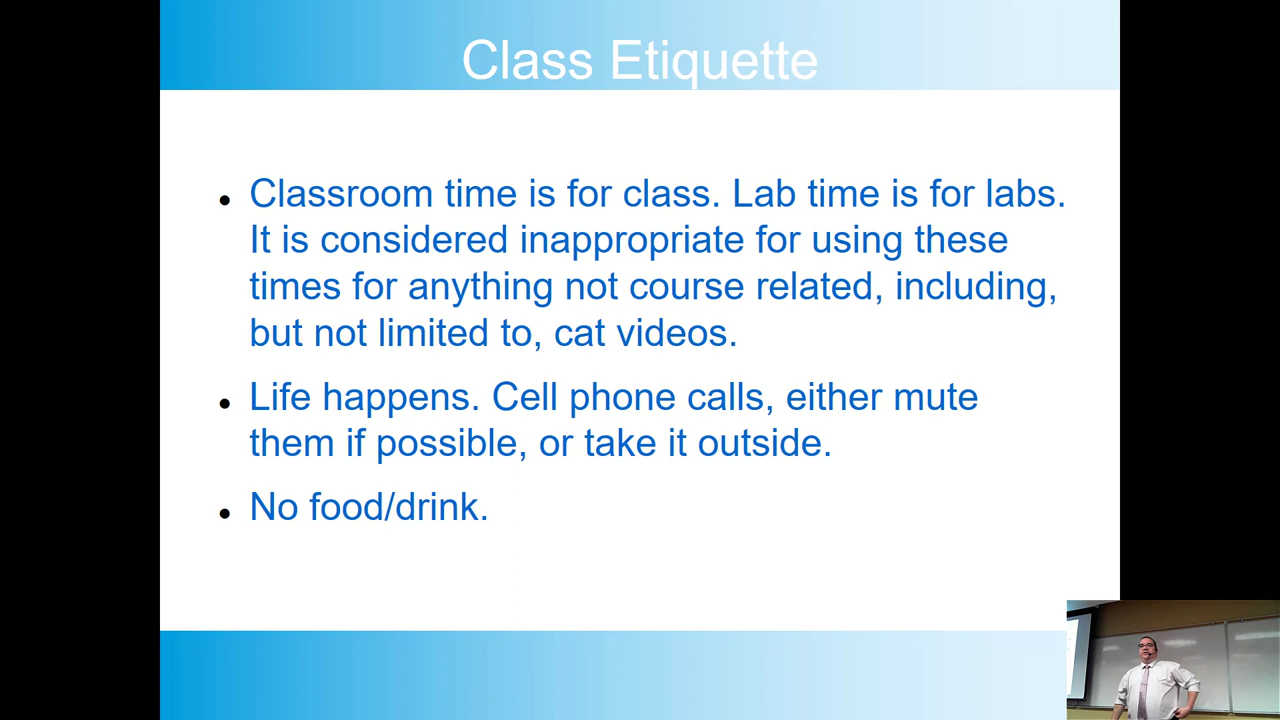 Class Etiquette
Classroom time is for class. Lab time is for labs.
It is considered inappropriate for using these
times for anything not course related, including,
but not limited to, cat videos.
Life happens. Cell phone calls, either mute
them if possible, or take it outside.
No food/drink.